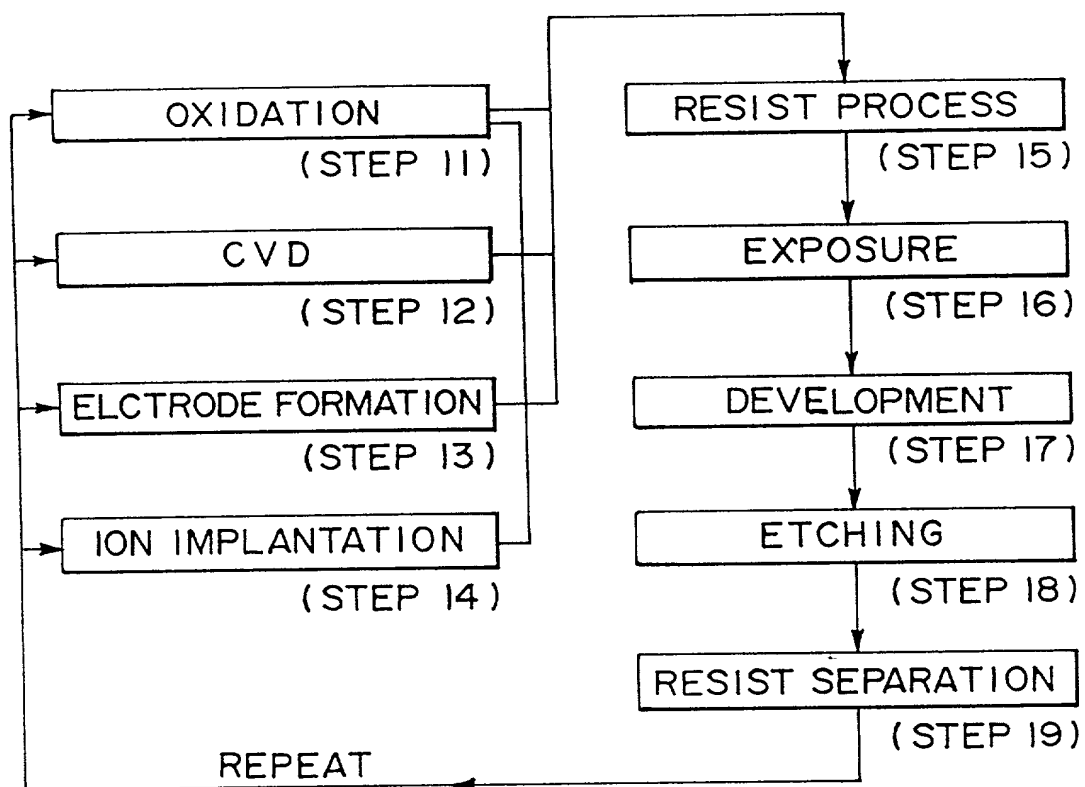 OXIDATION
(STEP 11)
CVD
(STEP 12)
ELCTRODE FORMATION
(STEP 13)
ION IMPLANTATION
(STEP 14)
RESIST PROCESS
(STEP 15)
EXPOSURE
(STEP 16)
DEVELOPMENT
(STEP 17)
ETCHING
(STEP 18)
RESIST SEPARATION
(STEP 19)
REPEAT